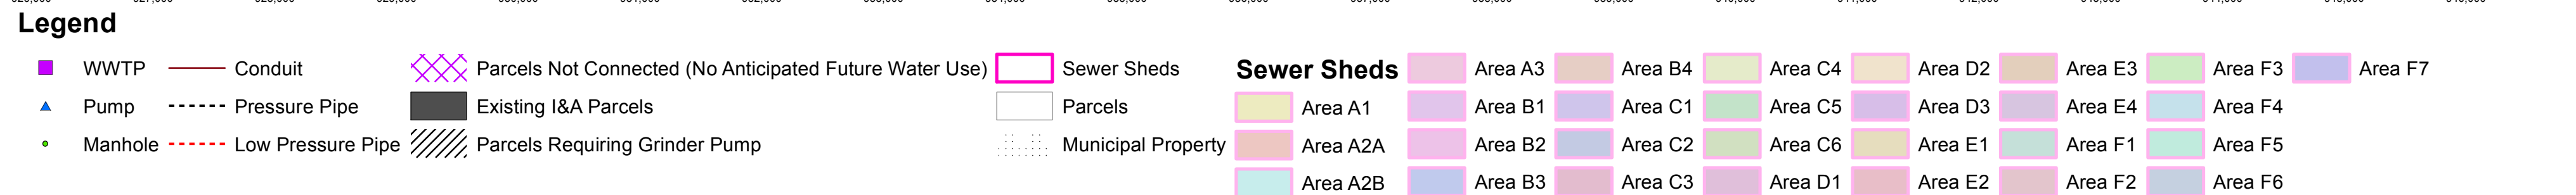 Legend
WWTP
Pump
Manhole
Conduit
Pressure Pipe
Low Pressure Pipe
Parcels Not Connected (No Anticipated Future Water Use)
Existing I&A Parcels
Parcels Requiring Grinder Pump
Sewer Sheds
Parcels
Municipal Property
Sewer Sheds
Area A1
Area A2A
Area A2B
Area A3
Area B1
Area B2
Area B3
Area B4
Area C1
Area C2
Area C3
Area C4
Area C5
Area C6
Area D1
Area D2
Area D3
Area E1
Area E2
Area E3
Area E4
Area F1
Area F2
Area F3
Area F4
Area F5
Area F6
Area F7